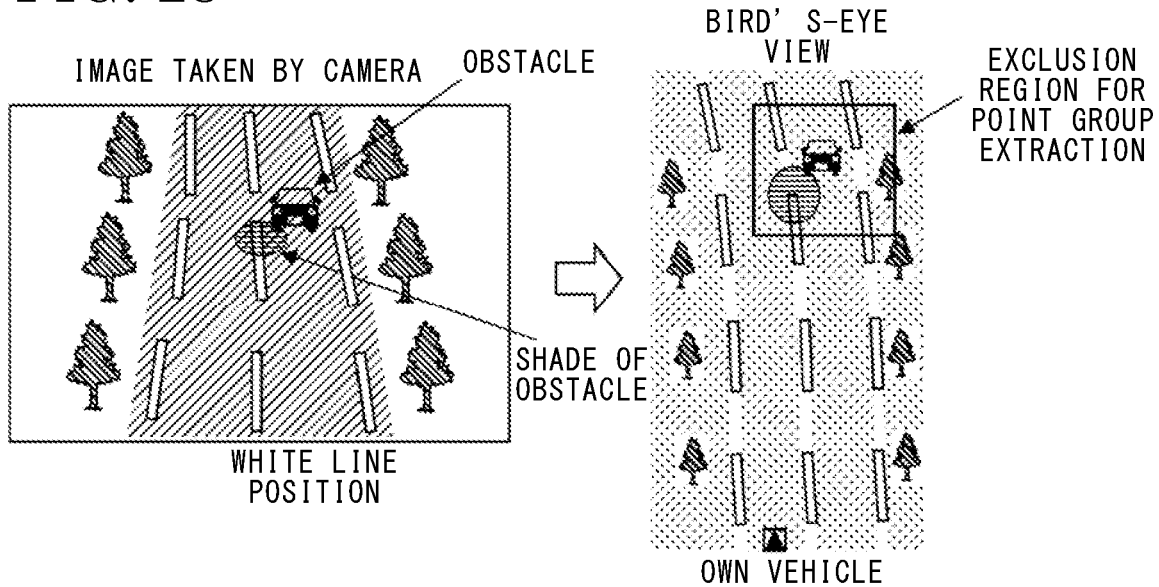 IMAGE TAKEN BY CAMERA
OBSTACLE
SHADE OF
OBSTACLE
WHITE LINE
POSITION
BIRD' S-EYE
VIEW
EXCLUSION
REGION FOR
POINT GROUP
EXTRACTION
OWN VEHICLE